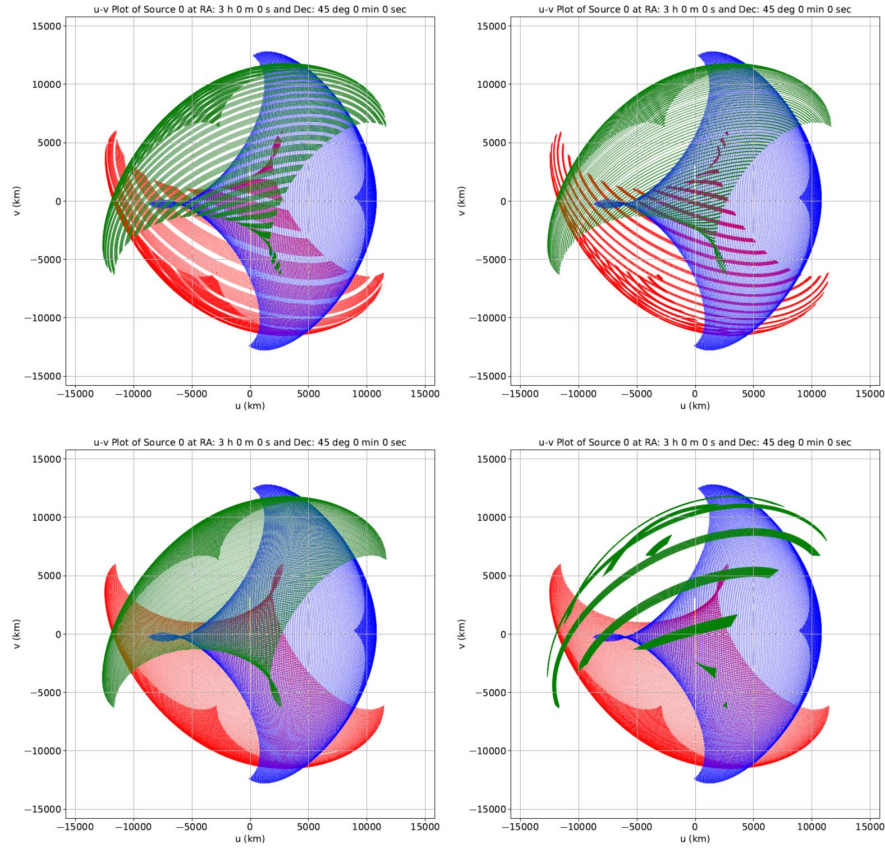 u-v Plot of Source 0 at RA: 3 h 0 m 0 s and Dec: 45 deg 0 min 0 sec
15000
10000
5000
0
−5000
−10000
−15000
v (km)
−15000 −10000 −5000 0 5000 10000 15000
u (km)
u-v Plot of Source 0 at RA: 3 h 0 m 0 s and Dec: 45 deg 0 min 0 sec
15000
10000
5000
0
−5000
−10000
−15000
v (km)
−15000 −10000 −5000 0 5000 10000 15000
u (km)
u-v Plot of Source 0 at RA: 3 h 0 m 0 s and Dec: 45 deg 0 min 0 sec
15000
10000
5000
0
−5000
−10000
−15000
v (km)
−15000 −10000 −5000 0 5000 10000 15000
u (km)
u-v Plot of Source 0 at RA: 3 h 0 m 0 s and Dec: 45 deg 0 min 0 sec
15000
10000
5000
0
−5000
−10000
−15000
v (km)
−15000 −10000 −5000 0 5000 10000 15000
u (km)